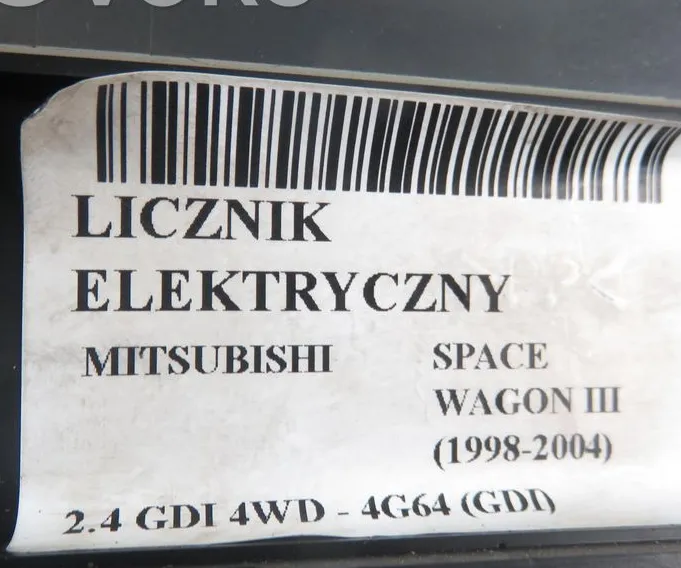 LICZNIK
ELEKTRYCZNY
MITSUBISHI SPACE
WAGON III
(1998-2004)
2.4 GDI 4WD - 4G64 (GDI)